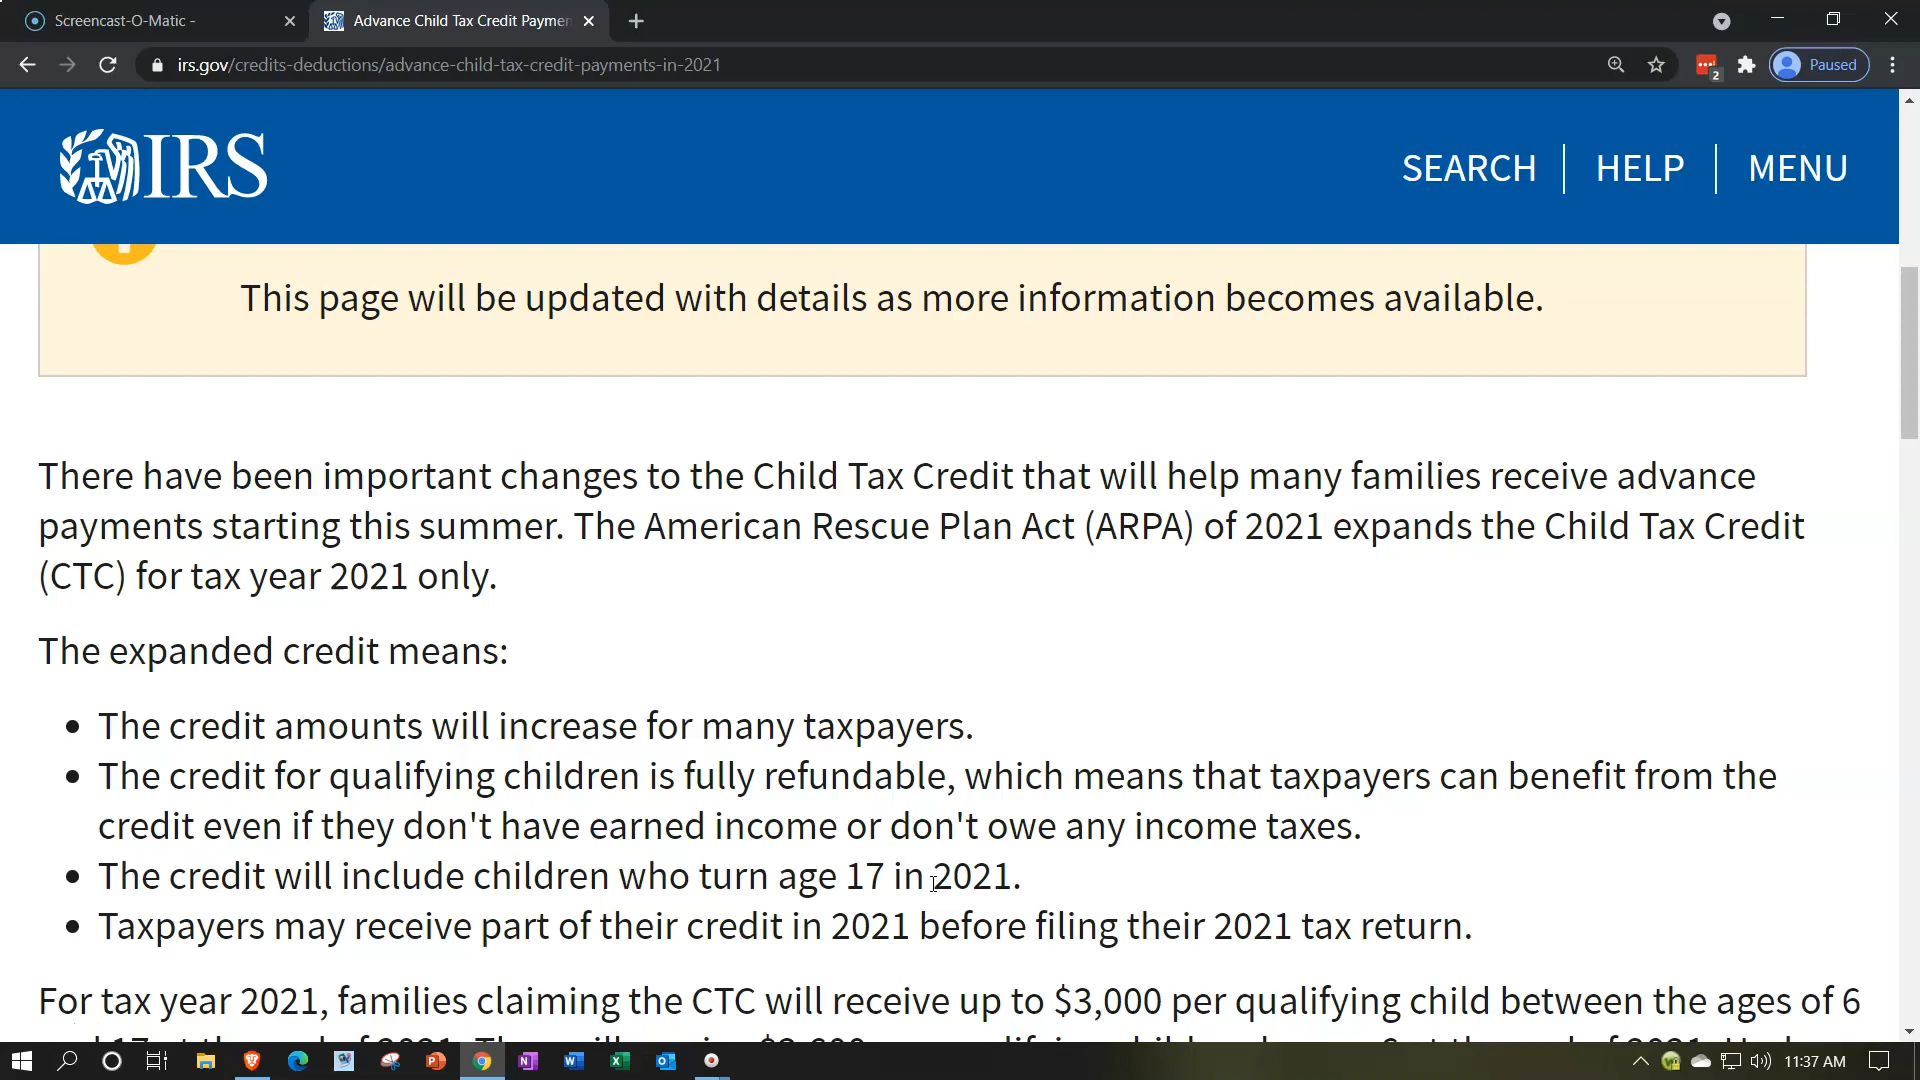 Screencast-O-Matic -
Advance Child Tax Credit Paymen
irs.gov/credits-deductions/advance-child-tax-credit-payments-in-2021
2
Paused
IRS
SEARCH
HELP
MENU
This page will be updated with details as more information becomes available.
There have been important changes to the Child Tax Credit that will help many families receive advance
payments starting this summer. The American Rescue Plan Act (ARPA) of 2021 expands the Child Tax Credit
(CTC) for tax year 2021 only.
The expanded credit means:
• The credit amounts will increase for many taxpayers.
• The credit for qualifying children is fully refundable, which means that taxpayers can benefit from the
credit even if they don't have earned income or don't owe any income taxes.
• The credit will include children who turn age 17 in 2021.
• Taxpayers may receive part of their credit in 2021 before filing their 2021 tax return.
For tax year 2021, families claiming the CTC will receive up to $3,000 per qualifying child between the ages of 6
11:37 AM